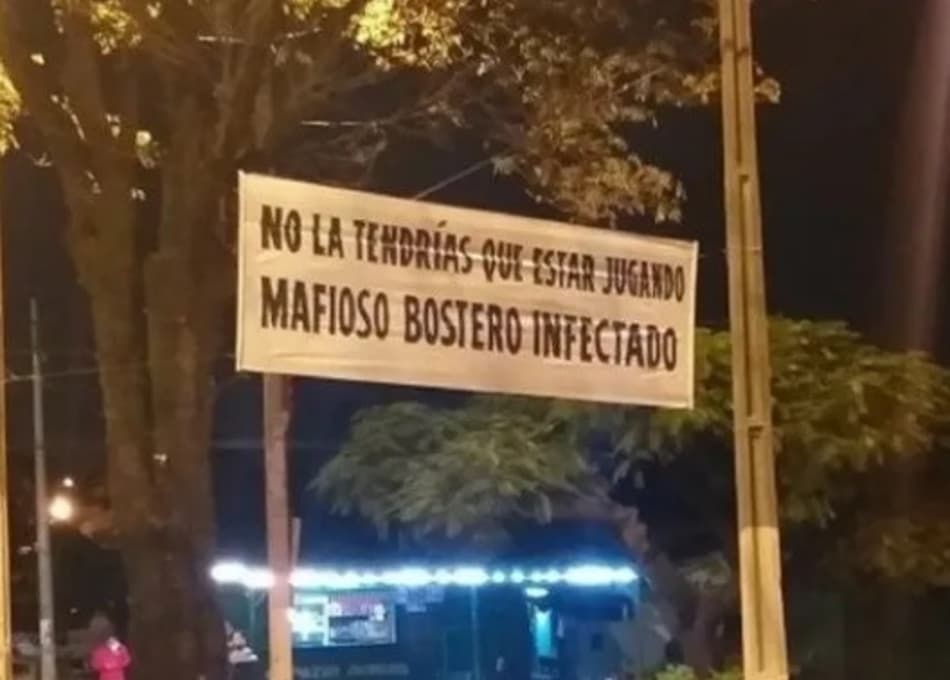 NO LA TENDRÍAS QUE ESTAR JUGANDO
MAFIOSO BOSTERO INFECTADO